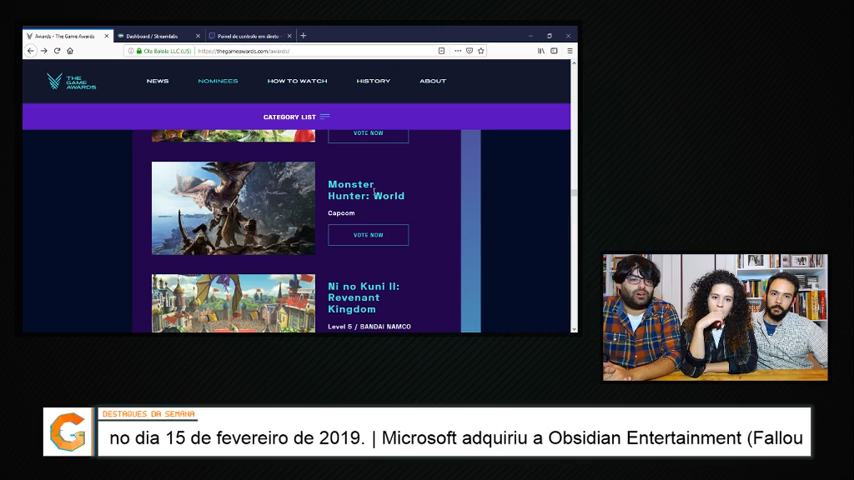 Awards - The Game Awards
Dashboard / Streamlabs
Painel de controlo em direto -
Ola Balola LLC (US)
https://thegameawards.com/awards/
THE GAME AWARDS
NEWS
NOMINEES
HOW TO WATCH
HISTORY
ABOUT
CATEGORY LIST
VOTE NOW
Monster
Hunter: World
Capcom
VOTE NOW
Ni no Kuni II:
Revenant
Kingdom
Level 5 / BANDAI NAMCO
DESTAQUES DA SEMANA
no dia 15 de fevereiro de 2019. | Microsoft adquiriu a Obsidian Entertainment (Fallou